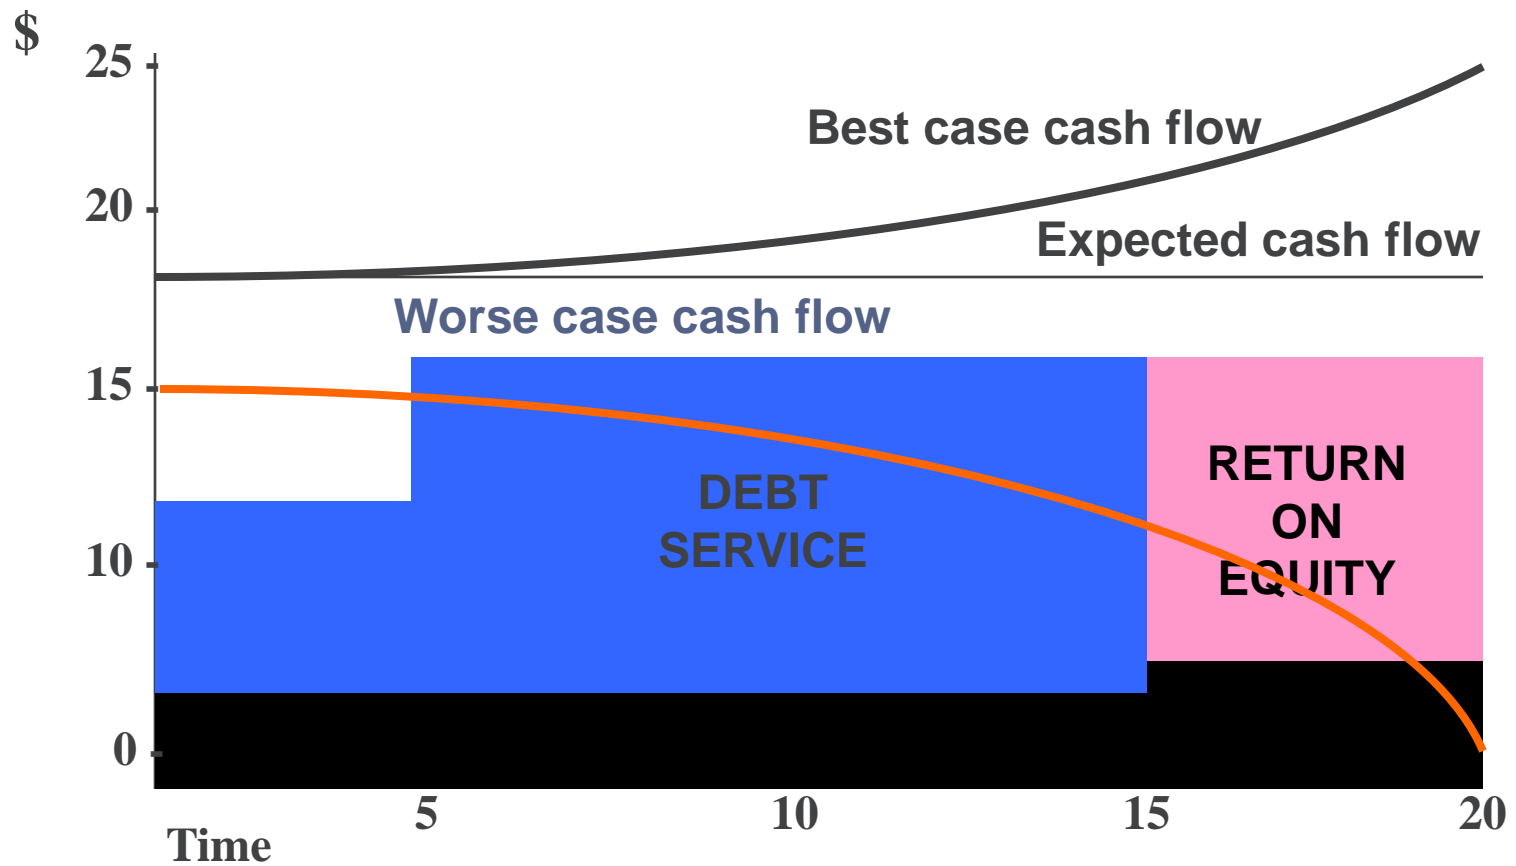 $
25
Best case cash flow
20
Expected cash flow
Worse case cash flow
15
RETURN
ON
EQUITY
DEBT
SERVICE
10
0
5
10
15
20
Time